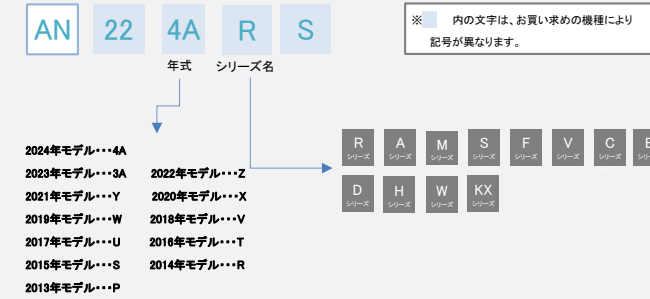 AN 22 4A R S
※ 内の文字は、お買い求めの機種により
記号が異なります。
年式 シリーズ名
2024年モデル・・・4A
2023年モデル・・・3A 2022年モデル・・・Z
2021年モデル・・・Y 2020年モデル・・・X
2019年モデル・・・W 2018年モデル・・・V
2017年モデル・・・U 2016年モデル・・・T
2015年モデル・・・S 2014年モデル・・・R
2013年モデル・・・P
R A M S F V C E
シリーズ シリーズ シリーズ シリーズ シリーズ シリーズ シリーズ シリーズ
D H W KX
シリーズ シリーズ シリーズ シリーズ